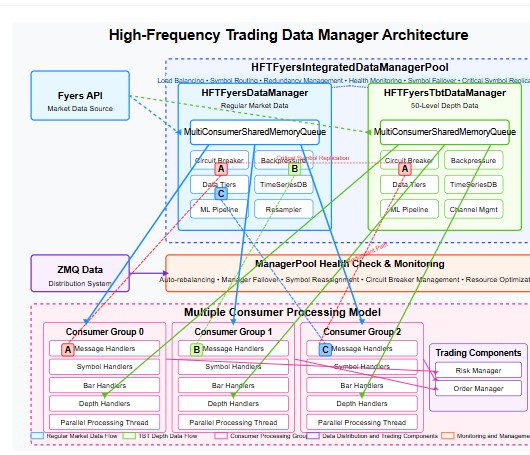 High-Frequency Trading Data Manager Architecture
HFTFyersIntegratedDataManagerPool
Load Balancing • Symbol Routing • Redundancy Management • Health Monitoring • Symbol Failover • Critical Symbol
Fyers API
Market Data Source
HFTFyersDataManager
Regular Market Data
MultiConsumerSharedMemoryQueue
Circuit Breaker
Backpressure
Data Tiers
TimeSeriesDB
ML Pipeline
Resampler
A
B
C
Critical Symbol Replication
HFTFyersTbtDataManager
50-Level Depth Data
MultiConsumerSharedMemoryQueue
Circuit Breaker
Backpressure
Data Tiers
TimeSeriesDB
ML Pipeline
Channel Mgmt
A
Path
ZMQ Data
Distribution System
ManagerPool Health Check & Monitoring
Auto-rebalancing • Manager Failover • Symbol Reassignment • Circuit Breaker Management • Resource
Multiple Consumer Processing Model
Consumer Group 0
A
Message Handlers
Symbol Handlers
Bar Handlers
Depth Handlers
Parallel Processing Thread
Consumer Group 1
B
Message Handlers
Symbol Handlers
Bar Handlers
Depth Handlers
Parallel Processing Thread
Consumer Group 2
C
Message Handlers
Symbol Handlers
Bar Handlers
Depth Handlers
Parallel Processing Thread
Trading Components
Risk Manager
Order Manager
Regular Market Data Flow
TBT Depth Data Flow
Consumer Processing Group
Data Distribution and Trading Components
Monitoring and